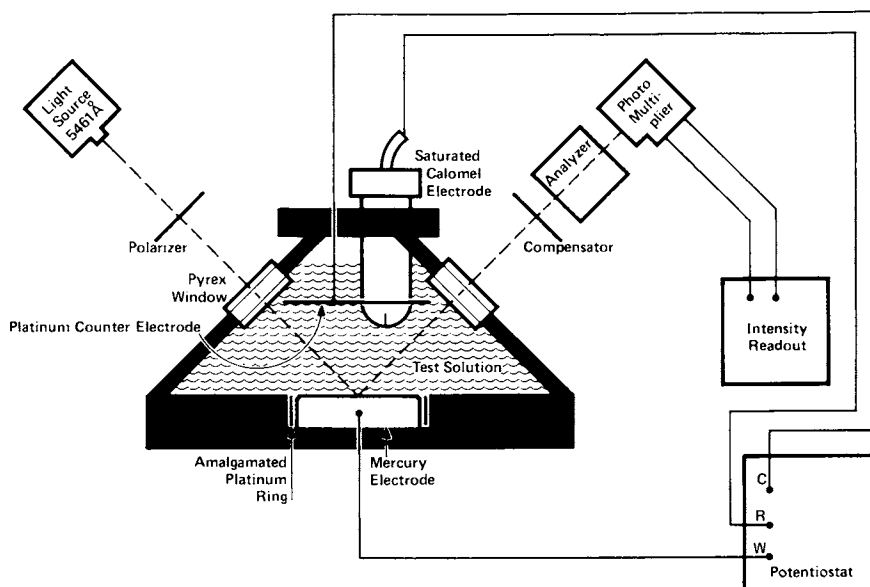 Light
Source
5461Å
Polarizer
Pyrex
Window
Platinum Counter Electrode
Saturated
Calomel
Electrode
Photo
Multi-
plier
Analyzer
Compensator
Intensity
Readout
Test Solution
Amalgamated
Platinum
Ring
Mercury
Electrode
C
R
W
Potentiostat